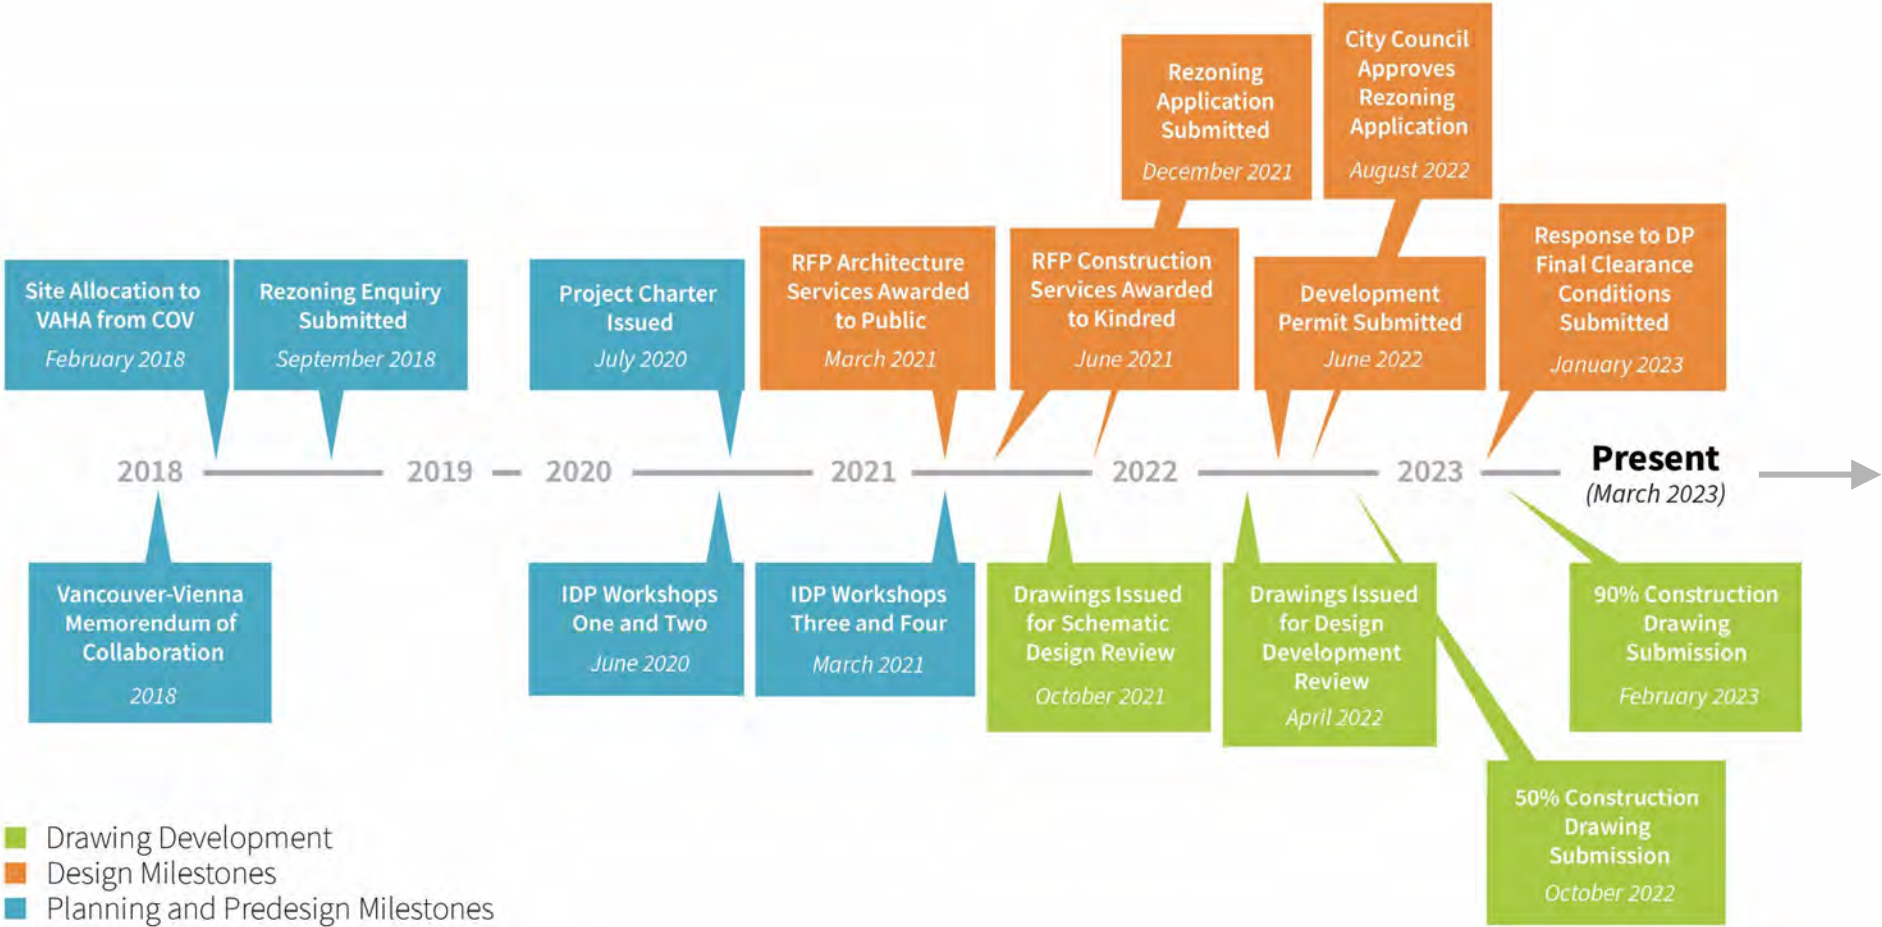 Rezoning
Application
Submitted
December 2021
City Council
Approves
Rezoning
Application
August 2022
Site Allocation to
VAHA from COV
February 2018
Rezoning Enquiry
Submitted
September 2018
Project Charter
Issued
July 2020
RFP Architecture
Services Awarded
to Public
March 2021
RFP Construction
Services Awarded
to Kindred
June 2021
Development
Permit Submitted
June 2022
Response to DP
Final Clearance
Conditions
Submitted
January 2023
2018
2019
2020
2021
2022
2023
Present
(March 2023)
Vancouver-Vienna
Memorendum of
Collaboration
2018
IDP Workshops
One and Two
June 2020
IDP Workshops
Three and Four
March 2021
Drawings Issued
for Schematic
Design Review
October 2021
Drawings Issued
for Design
Development
Review
April 2022
90% Construction
Drawing
Submission
February 2023
50% Construction
Drawing
Submission
October 2022
Drawing Development
Design Milestones
Planning and Predesign Milestones